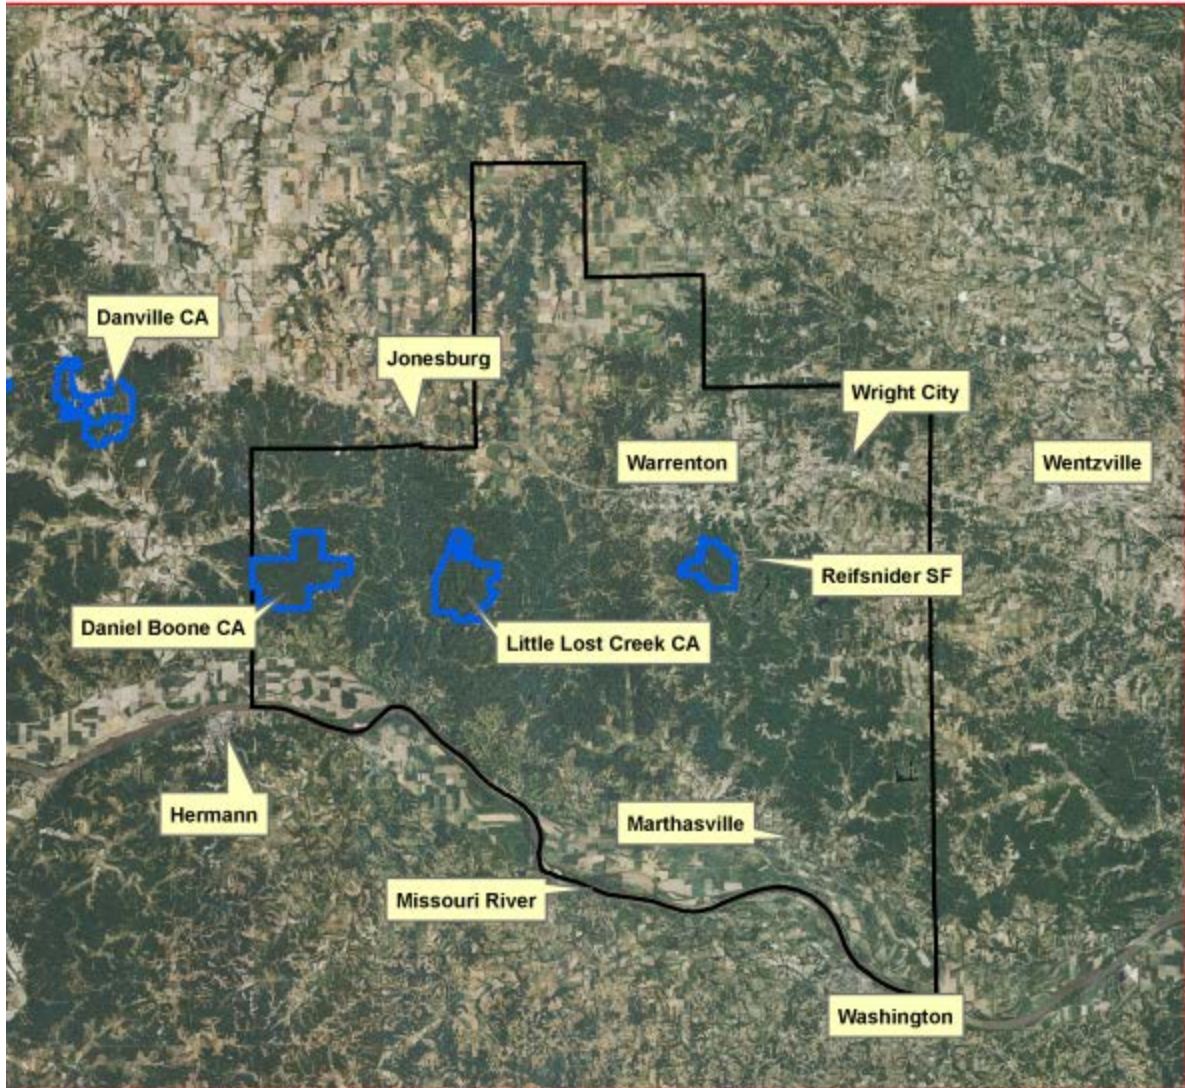 Danville CA
Jonesburg
Wright City
Warrenton
Wentzville
Reifsnider SF
Daniel Boone CA
Little Lost Creek CA
Hermann
Marthasville
Missouri River
Washington